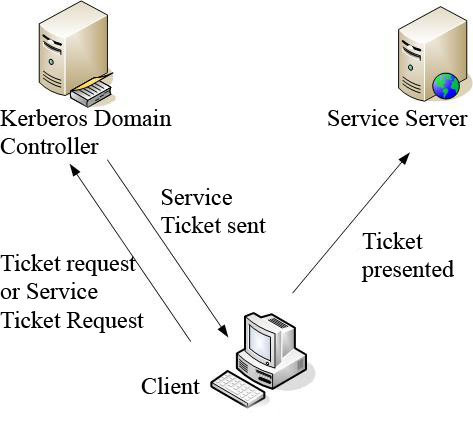 Kerberos Domain
Controller
Service Server
Service
Ticket sent
Ticket
presented
Ticket request
or Service
Ticket Request
Client